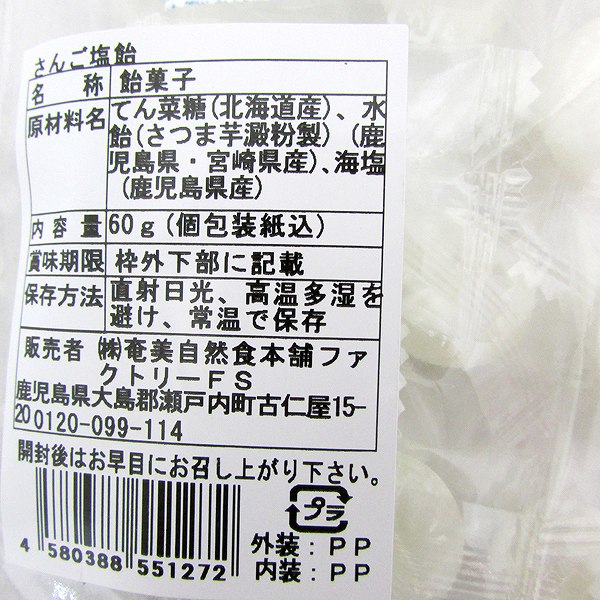 さんご塩飴
名称 飴菓子
原材料名 てん菜糖(北海道産)、水
飴(さつま芋澱粉製) (鹿
児島県・宮崎県産)、海塩
(鹿児島県産)
内容量 60g(個包装紙込)
賞味期限 枠外下部に記載
保存方法 直射日光、高温多湿を
避け、常温で保存
販売者 ㈱奄美自然食本舗ファ
クトリーFS
鹿児島県大島郡瀬戸内町古仁屋15-
20 0120-099-114
開封後はお早目にお召し上がり下さい。
プラ
外装:PP
内装:PP
4 580388 551272